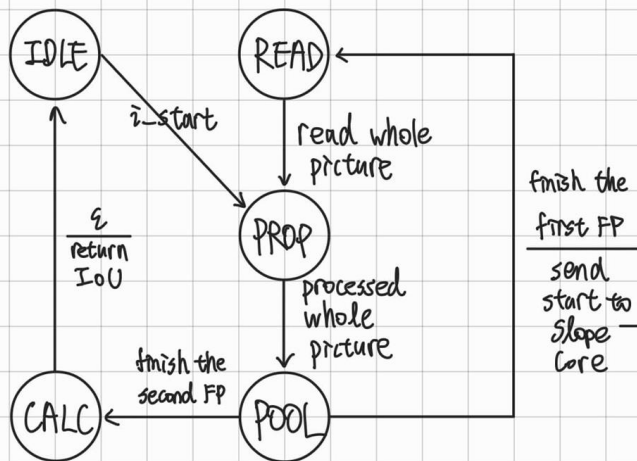 IDLE
READ
i_start
read whole
picture
finish the
first FP
send
start to
slope
core
PROP
ε
return
IoU
processed
whole
picture
finish the
second FP
CALC
POOL